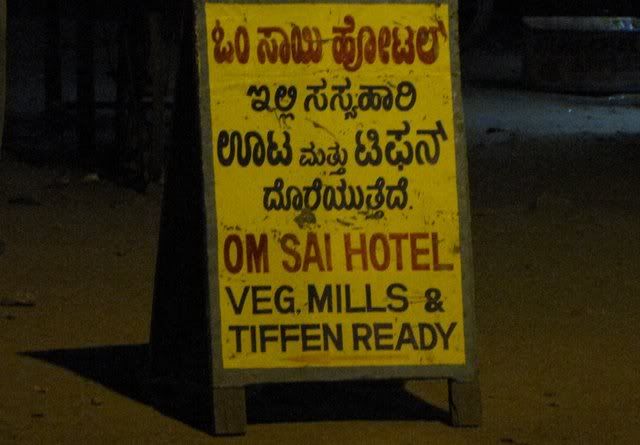 ಓಂ ಸಾಯಿ ಹೋಟಲ್
ಇಲ್ಲಿ ಸಸ್ಯಹಾರಿ
ಊಟ ಮತ್ತು ಟಿಫನ್
ದೊರೆಯುತ್ತದೆ.
OM SAI HOTEL
VEG. MILLS &
TIFFEN READY